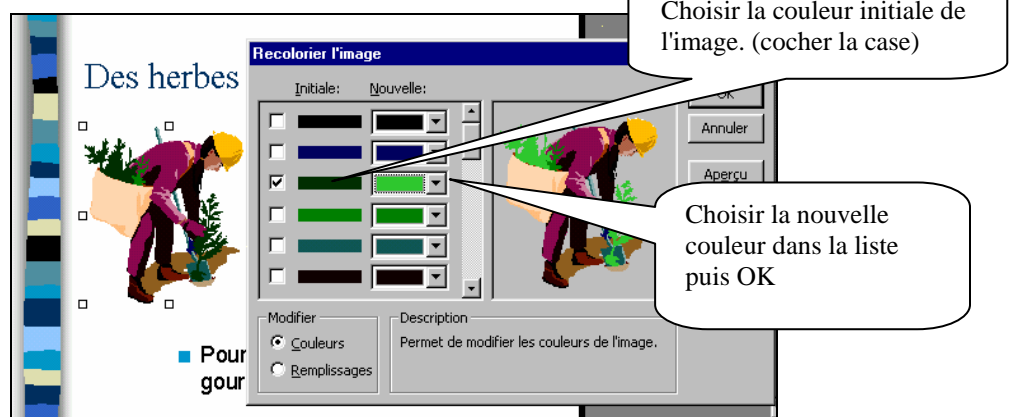 Choisir la couleur initiale de
l'image. (cocher la case)
Des herbes
Recolorier l'image
Initiale: Nouvelle:
OK
Annuler
Aperçu
Choisir la nouvelle
couleur dans la liste
puis OK
Modifier
Couleurs
Remplissages
Description
Permet de modifier les couleurs de l'image.
Pour
gour